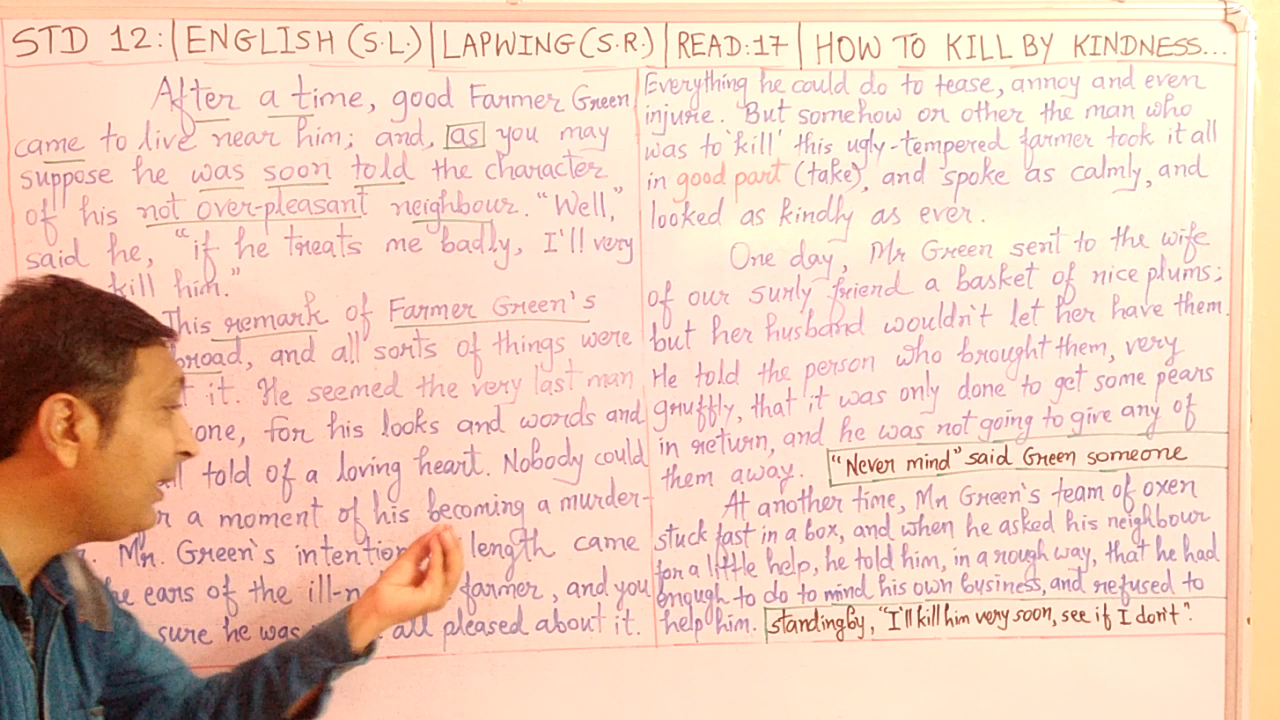 STD 12: | ENGLISH (S.L.) | LAPWING (S.R.) | READ:17 | HOW TO KILL BY KINDNESS...
After a time, good Farmer Green
came to live near him; and, as you may
suppose he was soon told the character
of his not over-pleasant neighbour. "Well,"
said he, "if he treats me badly, I'll very
kill him."
This remark of Farmer Green's
and all sorts of things were
it. He seemed the very last man
for his looks and words and
told of a loving heart. Nobody could
a moment of his becoming a murder-
Mr. Green's length came
ears of the farmer, and you
sure he was all pleased about it.
Everything he could do to tease, annoy and even
injure. But somehow or other the man who
was to 'kill' this ugly-tempered farmer took it all
in good part (take), and spoke as calmly, and
looked as kindly as ever.
One day, Mr Green sent to the wife
of our surly friend a basket of nice plums;
but her husband wouldn't let her have them.
He told the person who brought them, very
gruffly, that it was only done to get some pears
in return, and he was not going to give any of
them away. "Never mind" said Green someone
At another time, Mr Green's team of oxen
stuck fast in a box, and when he asked his neighbour
for a little help, he told him, in a rough way, that he had
enough to do to mind his own business, and refused to
help him. standing by, "I'll kill him very soon, see if I don't".